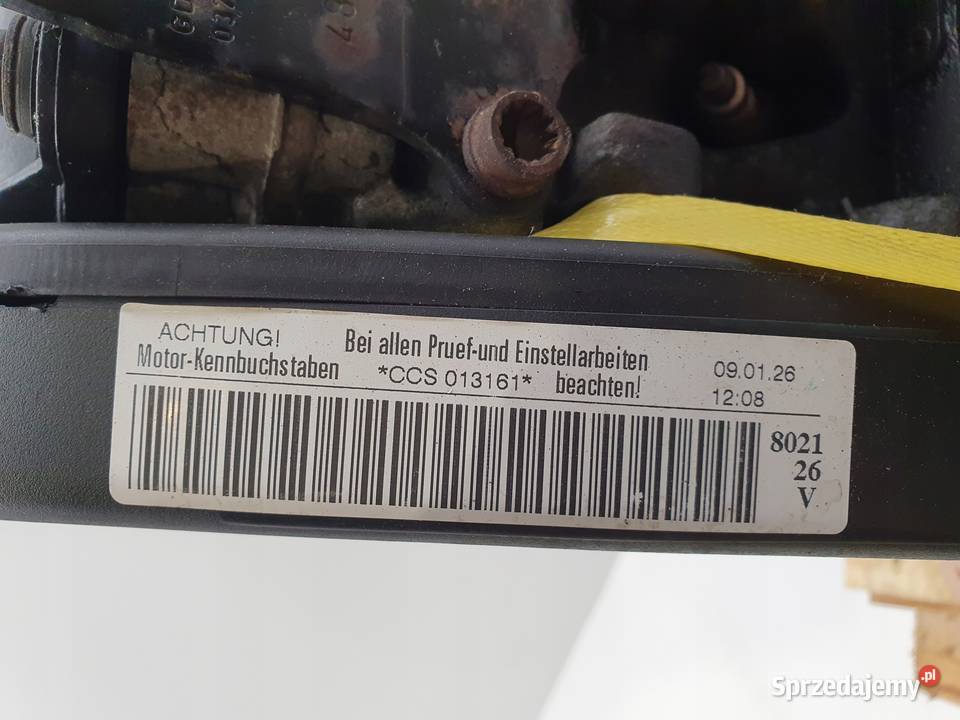 ACHTUNG! Bei allen Pruef-und Einstellarbeiten
Motor-Kennbuchstaben *CCS 013161* beachten!
09.01.26
12:08
8021
26
V
Sprzedajemy.pl